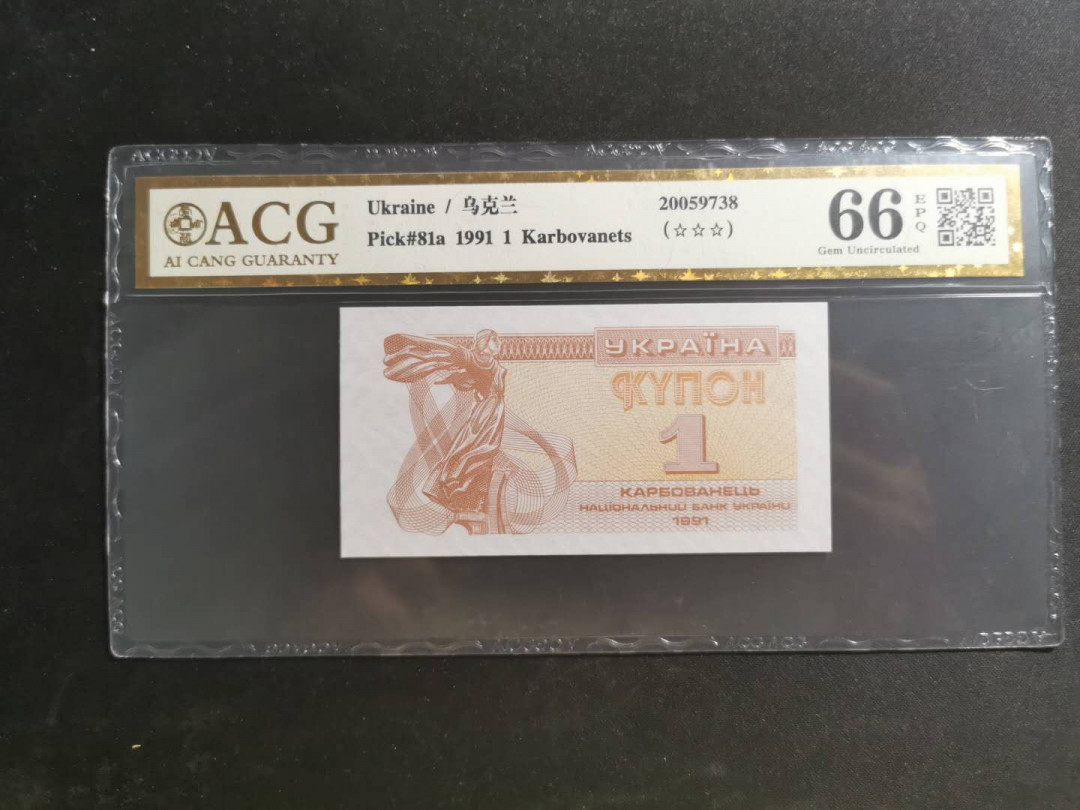 ACG
AI CANG GUARANTY
Ukraine / 乌克兰
Pick#81a 1991 1 Karbovanets
20059738
(☆☆☆)
66
EPQ
Gem Uncirculated
УКРАЇНА
КУПОН
1
КАРБОВАНЕЦЬ
НАЦІОНАЛЬНИЙ БАНК УКРАЇНИ
1991